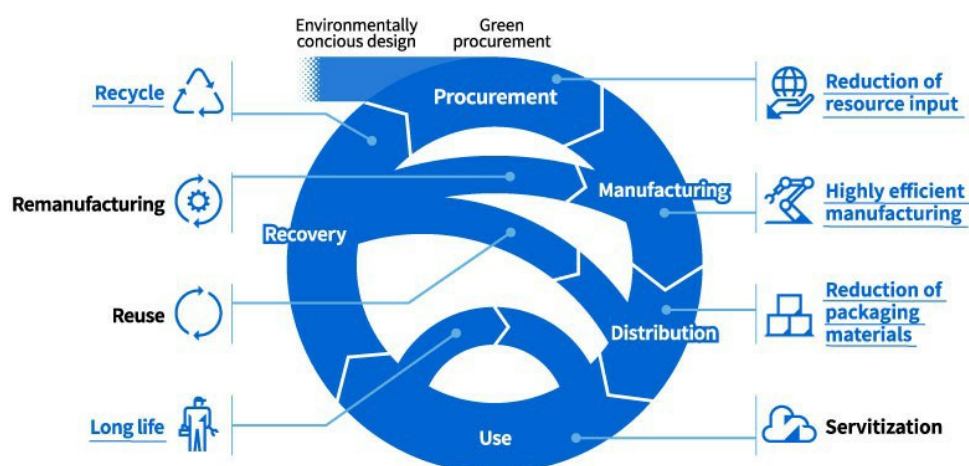 Environmentally
concious design
Green
procurement
Recycle
Procurement
Reduction of
resource input
Remanufacturing
Manufacturing
Highly efficient
manufacturing
Recovery
Reuse
Distribution
Reduction of
packaging
materials
Long life
Use
Servitization